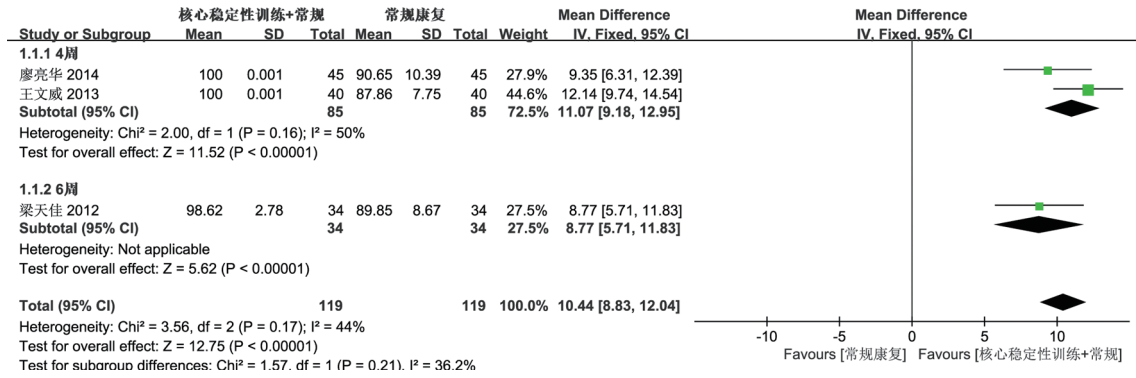 核心稳定性训练+常规 常规康复 Mean Difference Mean Difference
Study or Subgroup Mean SD Total Mean SD Total Weight IV, Fixed, 95% CI IV, Fixed, 95% CI
1.1.1 4周
廖亮华 2014 100 0.001 45 90.65 10.39 45 27.9% 9.35 [6.31, 12.39]
王文威 2013 100 0.001 40 87.86 7.75 40 44.6% 12.14 [9.74, 14.54]
Subtotal (95% CI) 85 85 72.5% 11.07 [9.18, 12.95]
Heterogeneity: Chi² = 2.00, df = 1 (P = 0.16); I² = 50%
Test for overall effect: Z = 11.52 (P < 0.00001)
1.1.2 6周
梁天佳 2012 98.62 2.78 34 89.85 8.67 34 27.5% 8.77 [5.71, 11.83]
Subtotal (95% CI) 34 34 27.5% 8.77 [5.71, 11.83]
Heterogeneity: Not applicable
Test for overall effect: Z = 5.62 (P < 0.00001)
Total (95% CI) 119 119 100.0% 10.44 [8.83, 12.04]
Heterogeneity: Chi² = 3.56, df = 2 (P = 0.17); I² = 44%
Test for overall effect: Z = 12.75 (P < 0.00001)
Test for subgroup differences: Chi² = 1.57, df = 1 (P = 0.21), I² = 36.2%
-10 -5 0 5 10
Favours [常规康复] Favours [核心稳定性训练+常规]